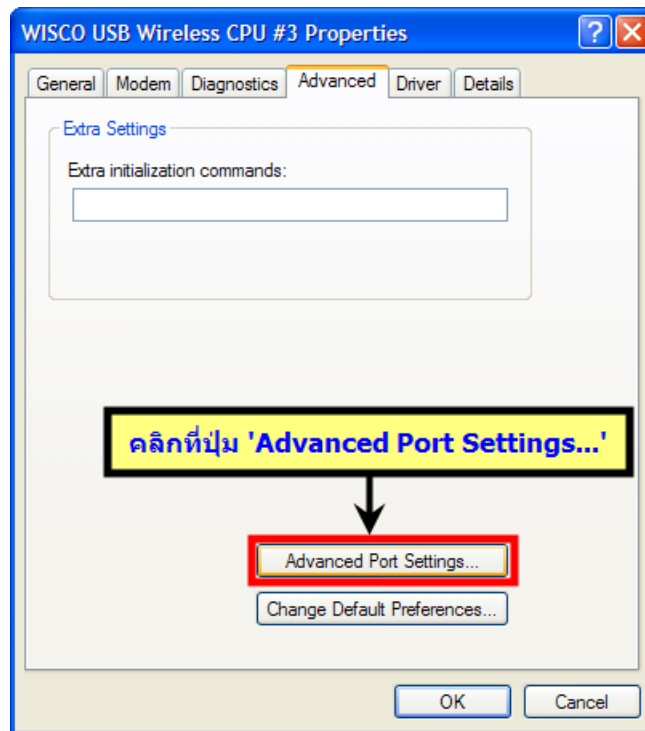 WISCO USB Wireless CPU #3 Properties
General Modem Diagnostics Advanced Driver Details
Extra Settings
Extra initialization commands:
คลิกที่ปุ่ม 'Advanced Port Settings...'
Advanced Port Settings...
Change Default Preferences...
OK Cancel